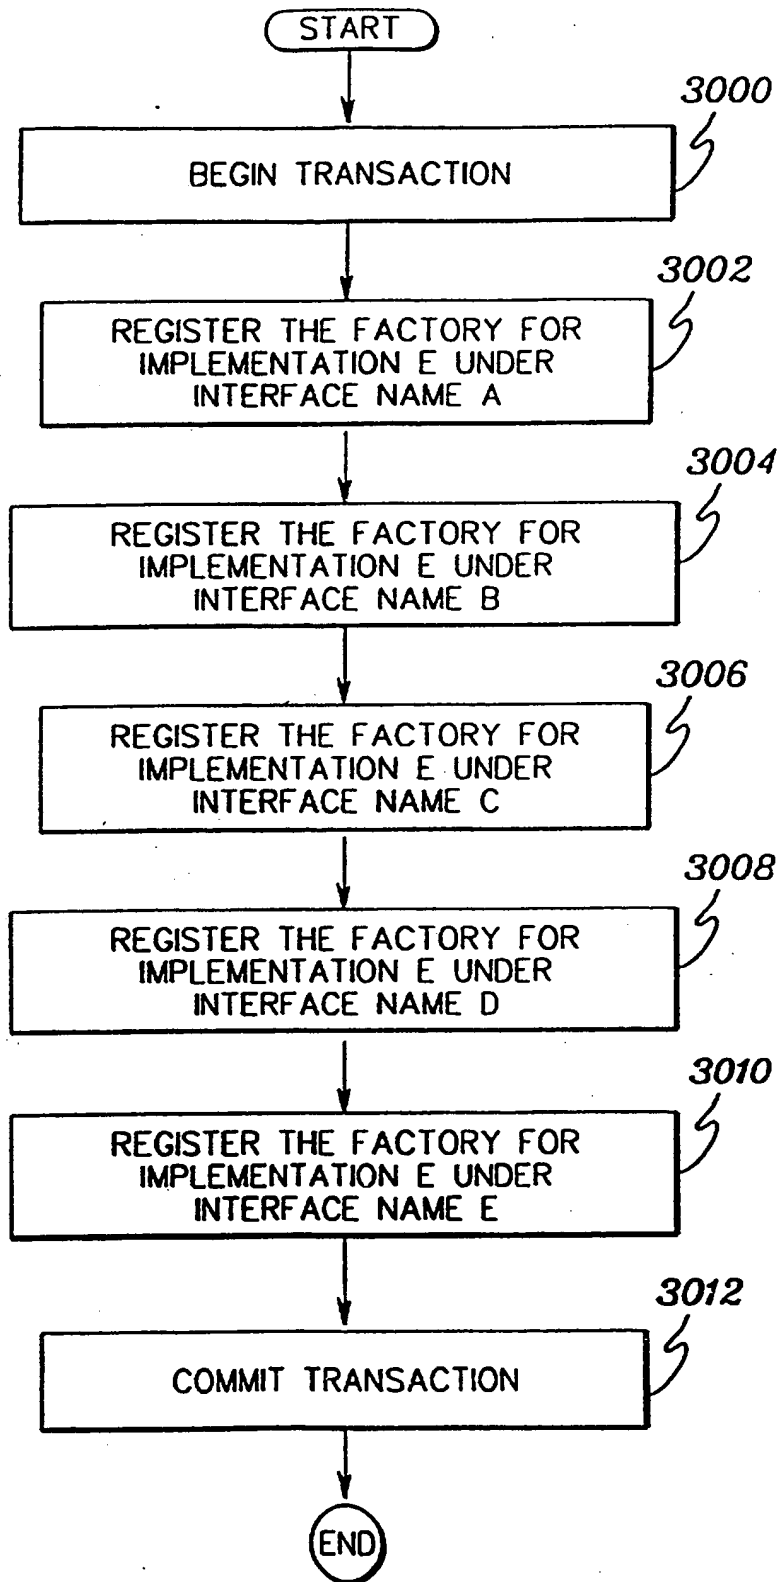 START
3000
BEGIN TRANSACTION
3002
REGISTER THE FACTORY FOR
IMPLEMENTATION E UNDER
INTERFACE NAME A
3004
REGISTER THE FACTORY FOR
IMPLEMENTATION E UNDER
INTERFACE NAME B
3006
REGISTER THE FACTORY FOR
IMPLEMENTATION E UNDER
INTERFACE NAME C
3008
REGISTER THE FACTORY FOR
IMPLEMENTATION E UNDER
INTERFACE NAME D
3010
REGISTER THE FACTORY FOR
IMPLEMENTATION E UNDER
INTERFACE NAME E
3012
COMMIT TRANSACTION
END